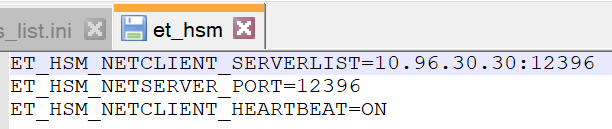 s_list.ini et_hsm
ET_HSM_NETCLIENT_SERVERLIST=10.96.30.30:12396
ET_HSM_NETSERVER_PORT=12396
ET_HSM_NETCLIENT_HEARTBEAT=ON